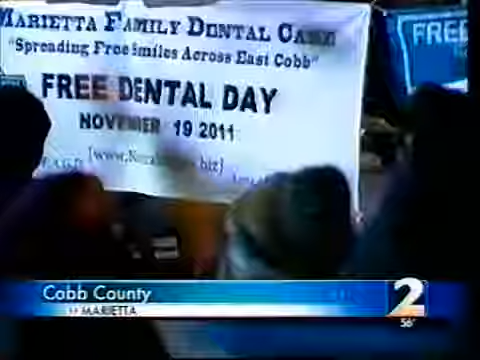 MARIETTA FAMILY DENTAL CARE
"Spreading Free Smiles Across East Cobb"
FREE DENTAL DAY
NOVEMBER 19 2011
FREE
Cobb County
MARIETTA
2
56°